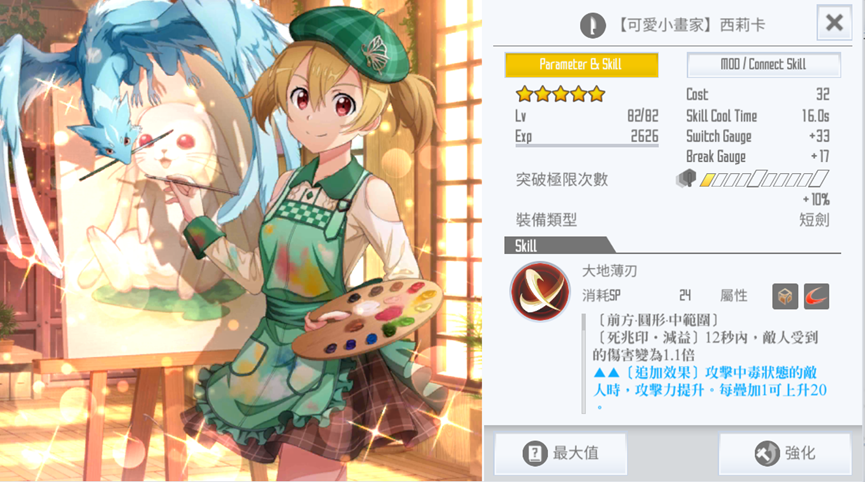 【可愛小畫家】西莉卡
Parameter & Skill
MOD / Connect Skill
Lv 82/82
Exp 2626
Cost 32
Skill Cool Time 16.0s
Switch Gauge +33
Break Gauge +17
突破極限次數
+10%
裝備類型 短劍
Skill
大地薄刃
消耗SP 24 屬性
〔前方‧圓形‧中範圍〕
〔死兆印‧減益〕12秒內，敵人受到
的傷害變為1.1倍
▲▲〔追加效果〕攻擊中毒狀態的敵
人時，攻擊力提升。每疊加1可上升20
。
最大值
強化